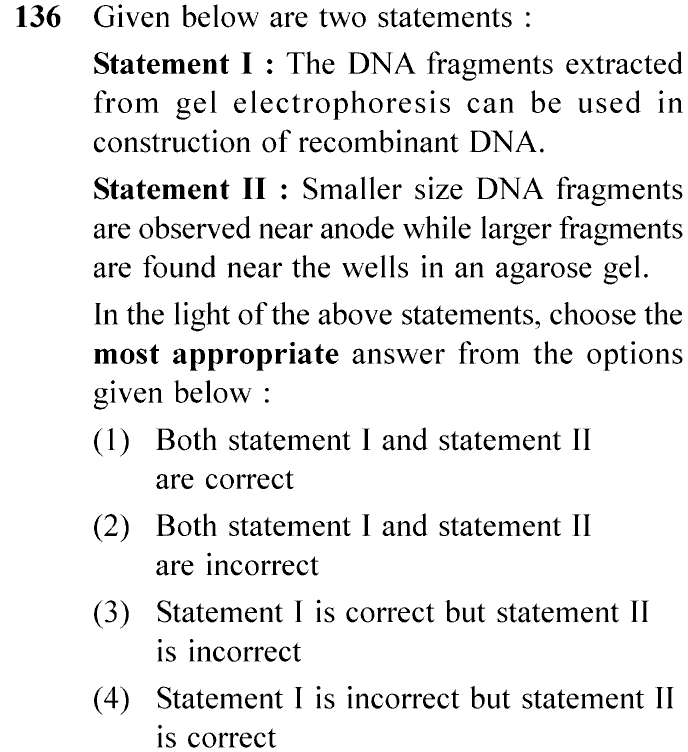 136 Given below are two statements :
Statement I : The DNA fragments extracted
from gel electrophoresis can be used in
construction of recombinant DNA.
Statement II : Smaller size DNA fragments
are observed near anode while larger fragments
are found near the wells in an agarose gel.
In the light of the above statements, choose the
most appropriate answer from the options
given below :
(1) Both statement I and statement II
are correct
(2) Both statement I and statement II
are incorrect
(3) Statement I is correct but statement II
is incorrect
(4) Statement I is incorrect but statement II
is correct